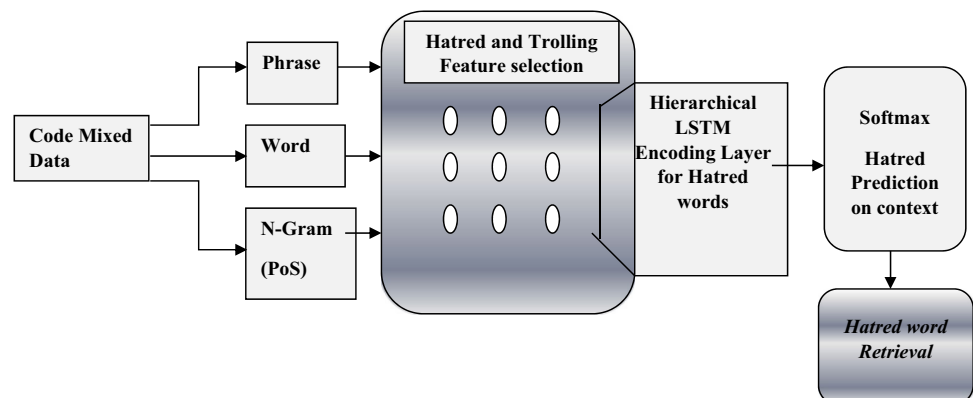 Code Mixed
Data
Phrase
Word
N-Gram
(PoS)
Hatred and Trolling
Feature selection
Hierarchical
LSTM
Encoding Layer
for Hatred
words
Softmax
Hatred
Prediction
on context
Hatred word
Retrieval